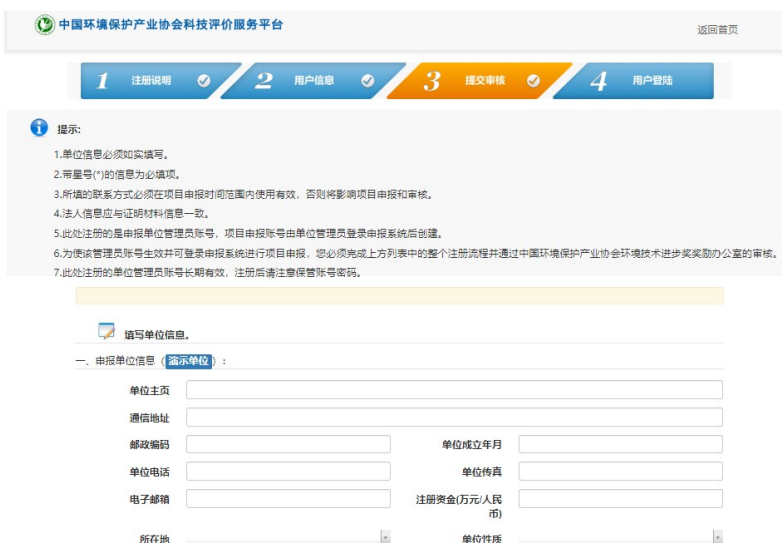 中国环境保护产业协会科技评价服务平台
返回首页
1 注册说明 2 用户信息 3 提交审核 4 用户登陆
提示:
1.单位信息必须如实填写。
2.带星号(*)的信息为必填项。
3.所填的联系方式必须在项目申报时间范围内使用有效，否则将影响项目申报和审核。
4.法人信息应与证明材料信息一致。
5.此处注册的是申报单位管理员账号，项目申报账号由单位管理员登录申报系统后创建。
6.为使该管理员账号生效并可登录申报系统进行项目申报，您必须完成上方列表中的整个注册流程并通过中国环境保护产业协会环境技术进步奖奖励办公室的审核。
7.此处注册的单位管理员账号长期有效，注册后请注意保管账号密码。
填写单位信息。
一、申报单位信息（演示单位）：
单位主页
通信地址
邮政编码 单位成立年月
单位电话 单位传真
电子邮箱 注册资金(万元/人民
币)
所在地 单位性质